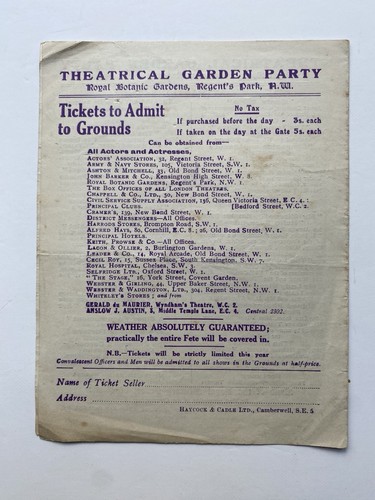 THEATRICAL GARDEN PARTY
Royal Botanic Gardens, Regent's Park, N.W.
Tickets to Admit
to Grounds
No Tax
If purchased before the day - 3s. each
If taken on the day at the Gate 5s. each
Can be obtained from—
All Actors and Actresses,
ACTORS' ASSOCIATION, 32, Regent Street, W. 1.
ARMY & NAVY STORES, 105, Victoria Street, S.W. 1.
ASHTON & MITCHELL, 33, Old Bond Street, W. 1.
JOHN BARKER & CO., Kensington High Street, W. 8
ROYAL BOTANIC GARDENS, Regent's Park, N.W. 1.
THE BOX OFFICES OF ALL LONDON THEATRES.
CHAPPELL & CO., LTD., 50, New Bond Street.
CIVIL SERVICE SUPPLY ASSOCIATION, 136, Queen Victoria Street, E.C. 4;
PRINCIPAL CLUBS. [Bedford Street, W.C. 2.
CRAMER'S, 139, New Bond Street, W. 1.
DISTRICT MESSENGERS—All Offices.
HARRODS STORES, Brompton Road, S.W. 1.
ALFRED HAYS, 80, Cornhill, E.C. 8; 26, Old Bond Street, W. 1.
PRINCIPAL HOTELS.
KEITH, PROWSE & CO.—All Offices.
LACON & OLLIER, 2, Burlington Gardens, W. 1.
LEADER & CO., 14, Royal Arcade, Old Bond Street, W. 1.
CECIL ROY, 15, Sussex Place, South Kensington, S.W. 7.
ROYAL HOSPITAL, Chelsea, S.W. 3.
SELFRIDGE LTD., Oxford Street, W. 1.
"THE STAGE," 16, York Street, Covent Garden.
WEBSTER & GIRLING, 44, Upper Baker Street, N.W. 1.
WEBSTER & WADDINGTON, LTD., 304, Regent Street, N.W. 1.
WHITELEY'S STORES; and from
GERALD du MAURIER, Wyndham's Theatre, W.C. 2.
ANSLOW J. AUSTIN, 5, Middle Temple Lane, E.C. 4. Central 2392.
WEATHER ABSOLUTELY GUARANTEED;
practically the entire Fete will be covered in.
N.B.—Tickets will be strictly limited this year
Convalescent Officers and Men will be admitted to all shows in the Grounds at half-price.
Name of Ticket Seller
Address
HAYCOCK & CADLE LTD., Camberwell, S.E. 5